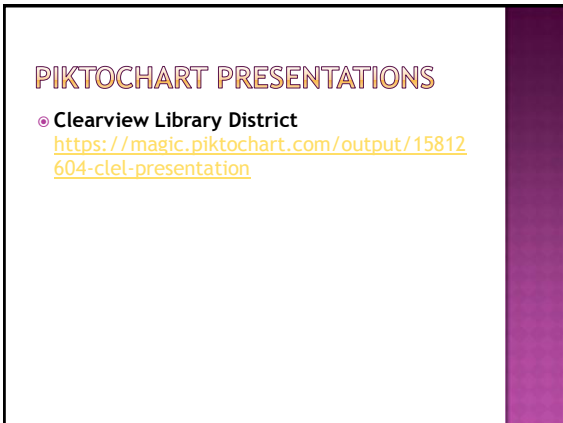 PIKTOCHART PRESENTATIONS
Clearview Library District
https://magic.piktochart.com/output/15812
604-clel-presentation